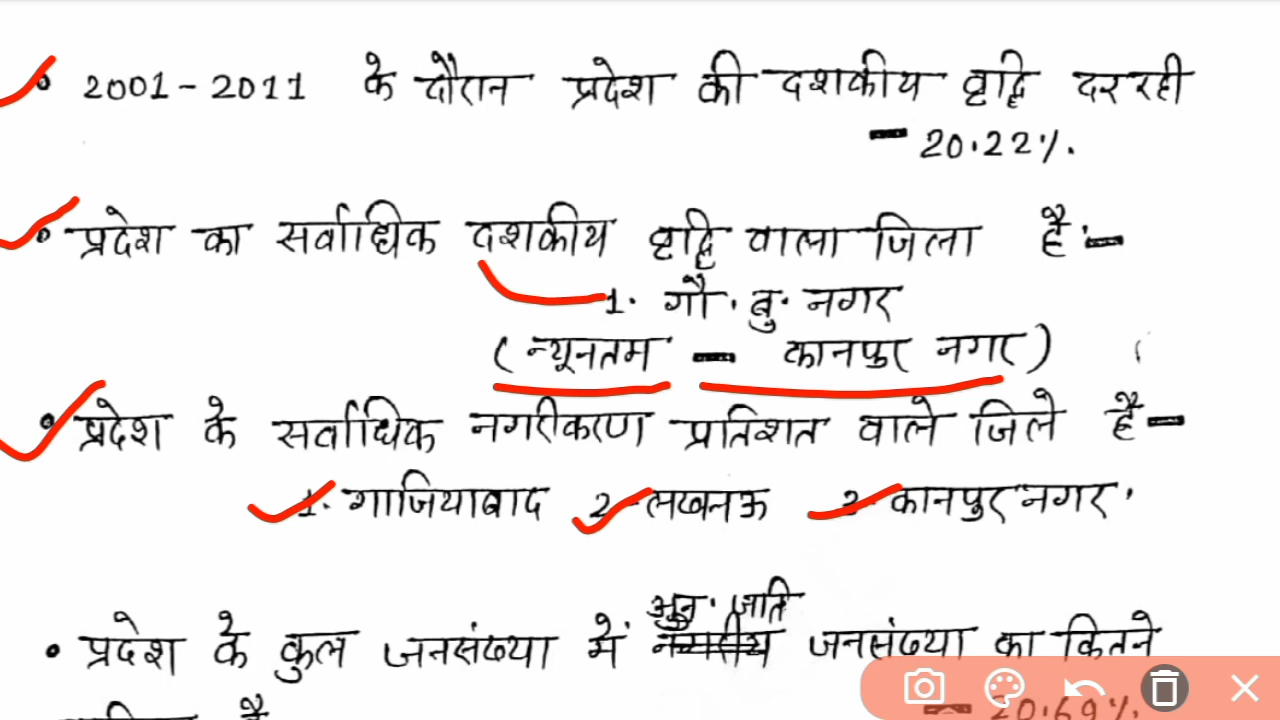 • 2001-2011 के दौरान प्रदेश की दशकीय वृद्धि दर रही
- 20.22%.
• प्रदेश का सर्वाधिक दशकीय वृद्धि वाला जिला है:-
1. गौ. बु. नगर
(न्यूनतम - कानपुर नगर)
• प्रदेश के सर्वाधिक नगरीकरण प्रतिशत वाले जिले है-
1. गाजियाबाद 2- लखनऊ 3- कानपुर नगर.
अनु. जाति
• प्रदेश के कुल जनसंख्या में जनसंख्या का कितने
है
- 20.69%.